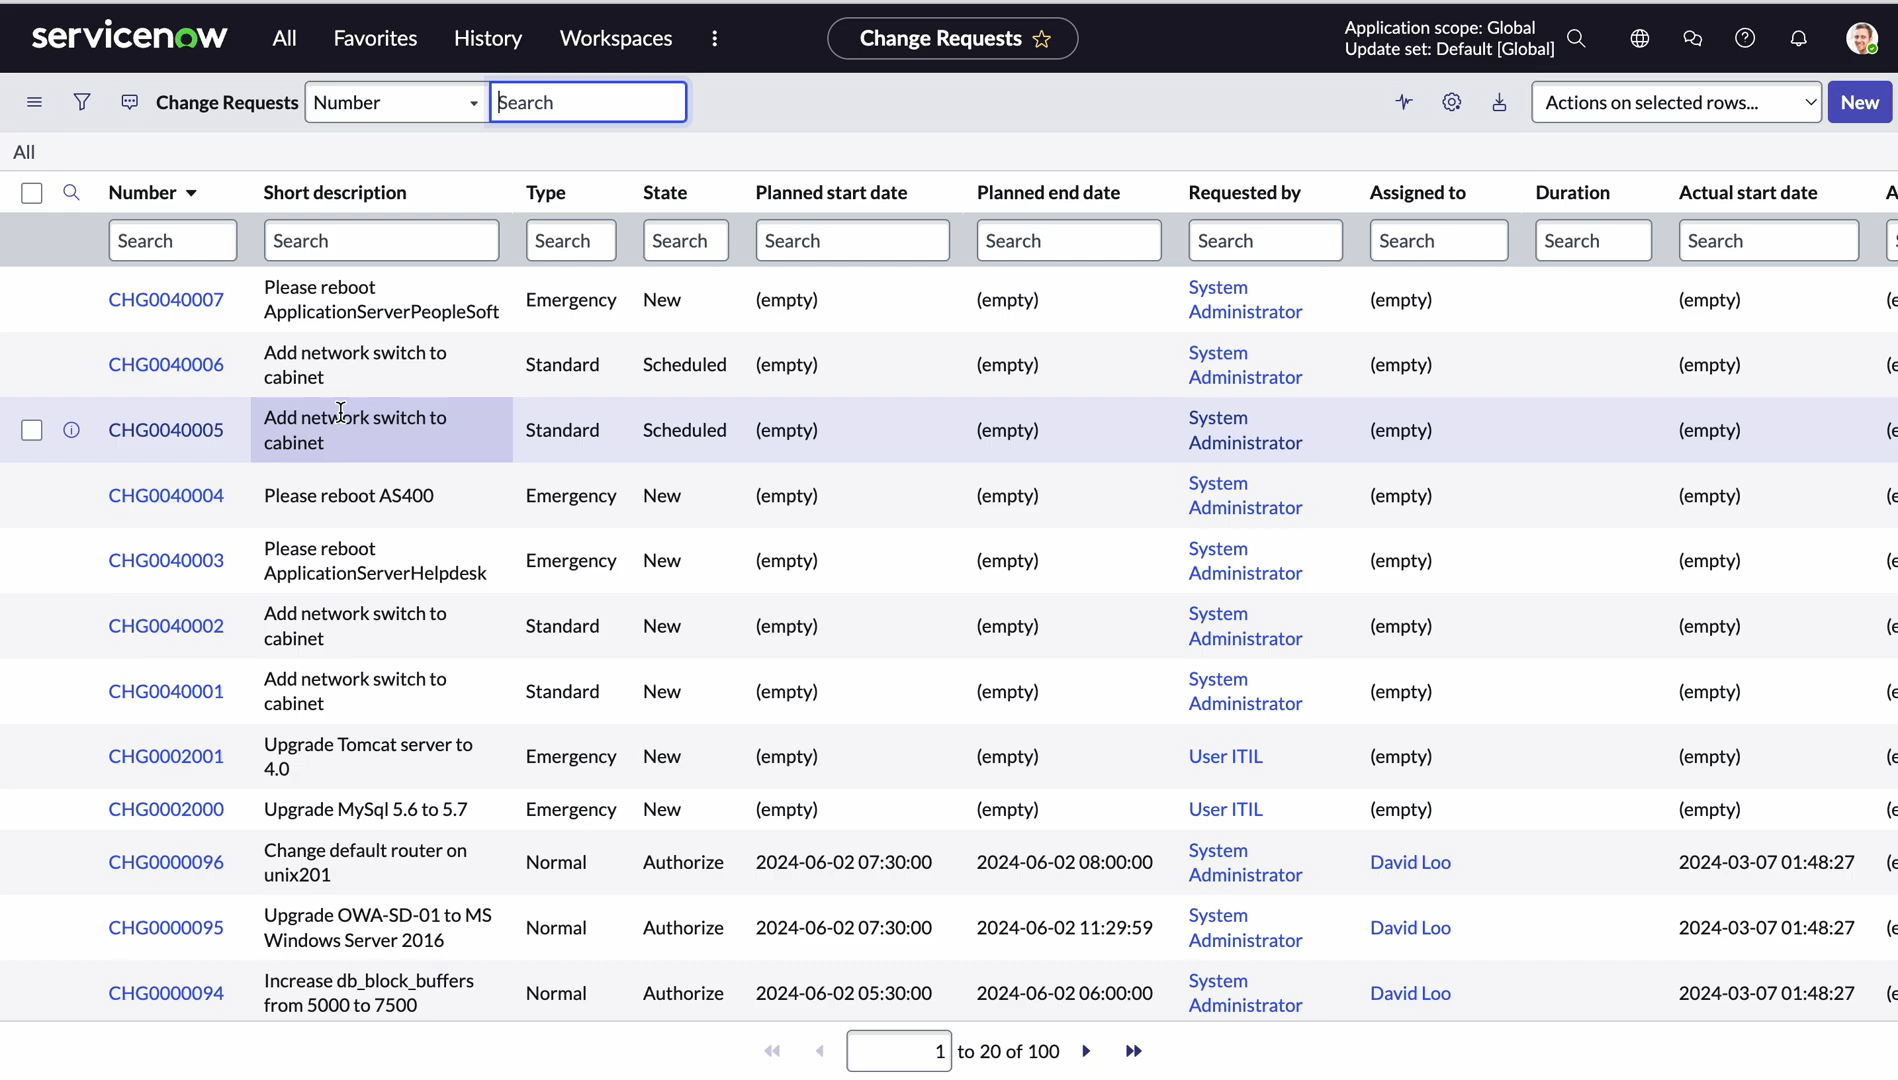 servicenow All Favorites History Workspaces Change Requests Application scope: Global
Update set: Default [Global]
Change Requests Number Search Actions on selected rows... New
All
Number Short description Type State Planned start date Planned end date Requested by Assigned to Duration Actual start date A
Search Search Search Search Search Search Search Search Search Search S
CHG0040007 Please reboot ApplicationServerPeopleSoft Emergency New (empty) (empty) System Administrator (empty) (empty) (e
CHG0040006 Add network switch to cabinet Standard Scheduled (empty) (empty) System Administrator (empty) (empty) (e
CHG0040005 Add network switch to cabinet Standard Scheduled (empty) (empty) System Administrator (empty) (empty) (e
CHG0040004 Please reboot AS400 Emergency New (empty) (empty) System Administrator (empty) (empty) (e
CHG0040003 Please reboot ApplicationServerHelpdesk Emergency New (empty) (empty) System Administrator (empty) (empty) (e
CHG0040002 Add network switch to cabinet Standard New (empty) (empty) System Administrator (empty) (empty) (e
CHG0040001 Add network switch to cabinet Standard New (empty) (empty) System Administrator (empty) (empty) (e
CHG0002001 Upgrade Tomcat server to 4.0 Emergency New (empty) (empty) User ITIL (empty) (empty) (e
CHG0002000 Upgrade MySql 5.6 to 5.7 Emergency New (empty) (empty) User ITIL (empty) (empty) (e
CHG0000096 Change default router on unix201 Normal Authorize 2024-06-02 07:30:00 2024-06-02 08:00:00 System Administrator David Loo 2024-03-07 01:48:27 (e
CHG0000095 Upgrade OWA-SD-01 to MS Windows Server 2016 Normal Authorize 2024-06-02 07:30:00 2024-06-02 11:29:59 System Administrator David Loo 2024-03-07 01:48:27 (e
CHG0000094 Increase db_block_buffers from 5000 to 7500 Normal Authorize 2024-06-02 05:30:00 2024-06-02 06:00:00 System Administrator David Loo 2024-03-07 01:48:27 (e
1 to 20 of 100